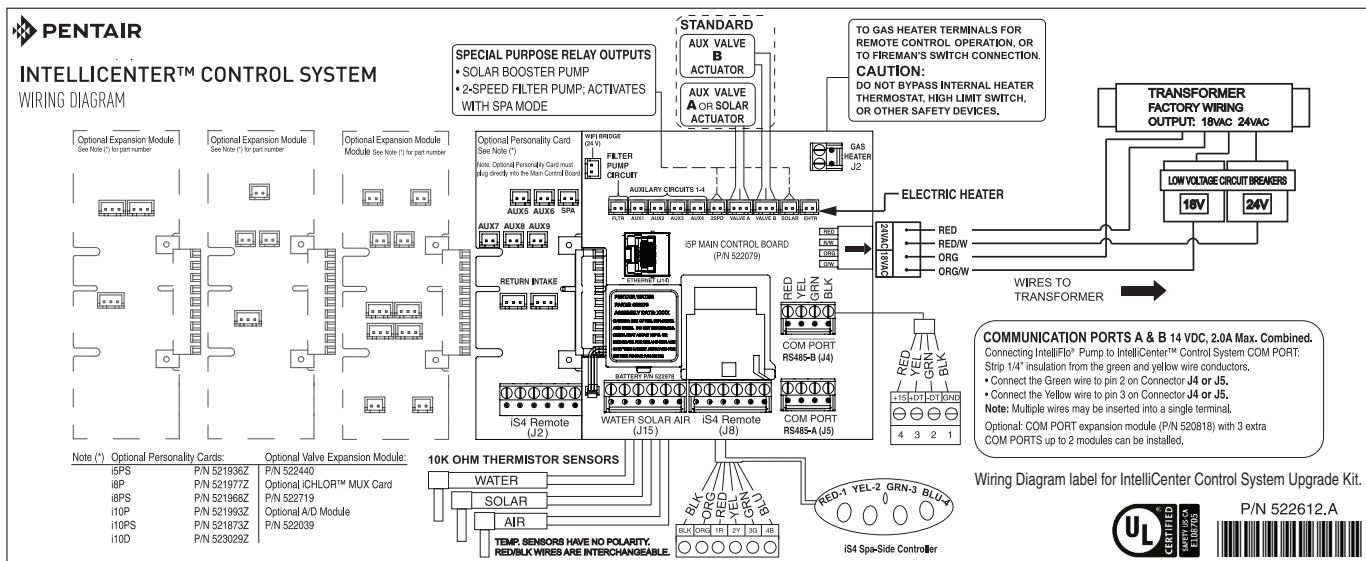 PENTAIR
INTELLICENTER™ CONTROL SYSTEM
WIRING DIAGRAM
SPECIAL PURPOSE RELAY OUTPUTS
• SOLAR BOOSTER PUMP
• 2-SPEED FILTER PUMP; ACTIVATES
WITH SPA MODE
STANDARD
AUX VALVE
B
ACTUATOR
AUX VALVE
A OR SOLAR
ACTUATOR
TO GAS HEATER TERMINALS FOR
REMOTE CONTROL OPERATION, OR
TO FIREMAN'S SWITCH CONNECTION.
CAUTION:
DO NOT BYPASS INTERNAL HEATER
THERMOSTAT, HIGH LIMIT SWITCH,
OR OTHER SAFETY DEVICES.
TRANSFORMER
FACTORY WIRING
OUTPUT: 18VAC 24VAC
LOW VOLTAGE CIRCUIT BREAKERS
18V
24V
Optional Expansion Module
See Note (*) for part number
Optional Expansion Module
See Note (*) for part number
Optional Expansion Module
Module See Note (*) for part number
Optional Personality Card
See Note (*)
Note: Optional Personality Card must
plug directly into the Main Control Board
AUX5 AUX6 SPA
AUX7 AUX8 AUX9
RETURN INTAKE
WIFI BRIDGE
(24 V)
FILTER
PUMP
CIRCUIT
AUXILARY CIRCUITS 1-4
FLTR AUX1 AUX2 AUX3 AUX4 2SPD VALVE A VALVE B SOLAR EHTR
GAS
HEATER
J2
ELECTRIC HEATER
i5P MAIN CONTROL BOARD
(P/N 522079)
ETHERNET (J14)
RED
R/W
ORG
O/W
24VAC
18VAC
RED
RED/W
ORG
ORG/W
WIRES TO
TRANSFORMER
PENTAIR WATER
ASSEMBLY DATE: XXXX
BATTERY P/N 522978
RED
YEL
GRN
BLK
COM PORT
RS485-B (J4)
COM PORT
RS485-A (J5)
RED
YEL
GRN
BLK
+15 +DT -DT GND
4 3 2 1
iS4 Remote
(J2)
WATER SOLAR AIR
(J15)
iS4 Remote
(J8)
COMMUNICATION PORTS A & B 14 VDC, 2.0A Max. Combined.
Connecting IntelliFlo® Pump to IntelliCenter™ Control System COM PORT:
Strip 1/4" insulation from the green and yellow wire conductors.
• Connect the Green wire to pin 2 on Connector J4 or J5.
• Connect the Yellow wire to pin 3 on Connector J4 or J5.
Note: Multiple wires may be inserted into a single terminal.
Optional: COM PORT expansion module (P/N 520818) with 3 extra
COM PORTS up to 2 modules can be installed.
Note (*) Optional Personality Cards: Optional Valve Expansion Module:
i5PS P/N 521936Z P/N 522440
i8P P/N 521977Z Optional iCHLOR™ MUX Card
i8PS P/N 521968Z P/N 522719
i10P P/N 521993Z Optional A/D Module
i10PS P/N 521873Z P/N 522039
i10D P/N 523029Z
10K OHM THERMISTOR SENSORS
WATER
SOLAR
AIR
TEMP. SENSORS HAVE NO POLARITY.
RED/BLK WIRES ARE INTERCHANGEABLE.
BLK
ORG
RED
YEL
GRN
BLU
BLK ORG 1R 2Y 3G 4B
RED-1 YEL-2 GRN-3 BLU-4
iS4 Spa-Side Controller
Wiring Diagram label for IntelliCenter Control System Upgrade Kit.
UL
CERTIFIED
SAFETY US-CA
E108705
P/N 522612.A